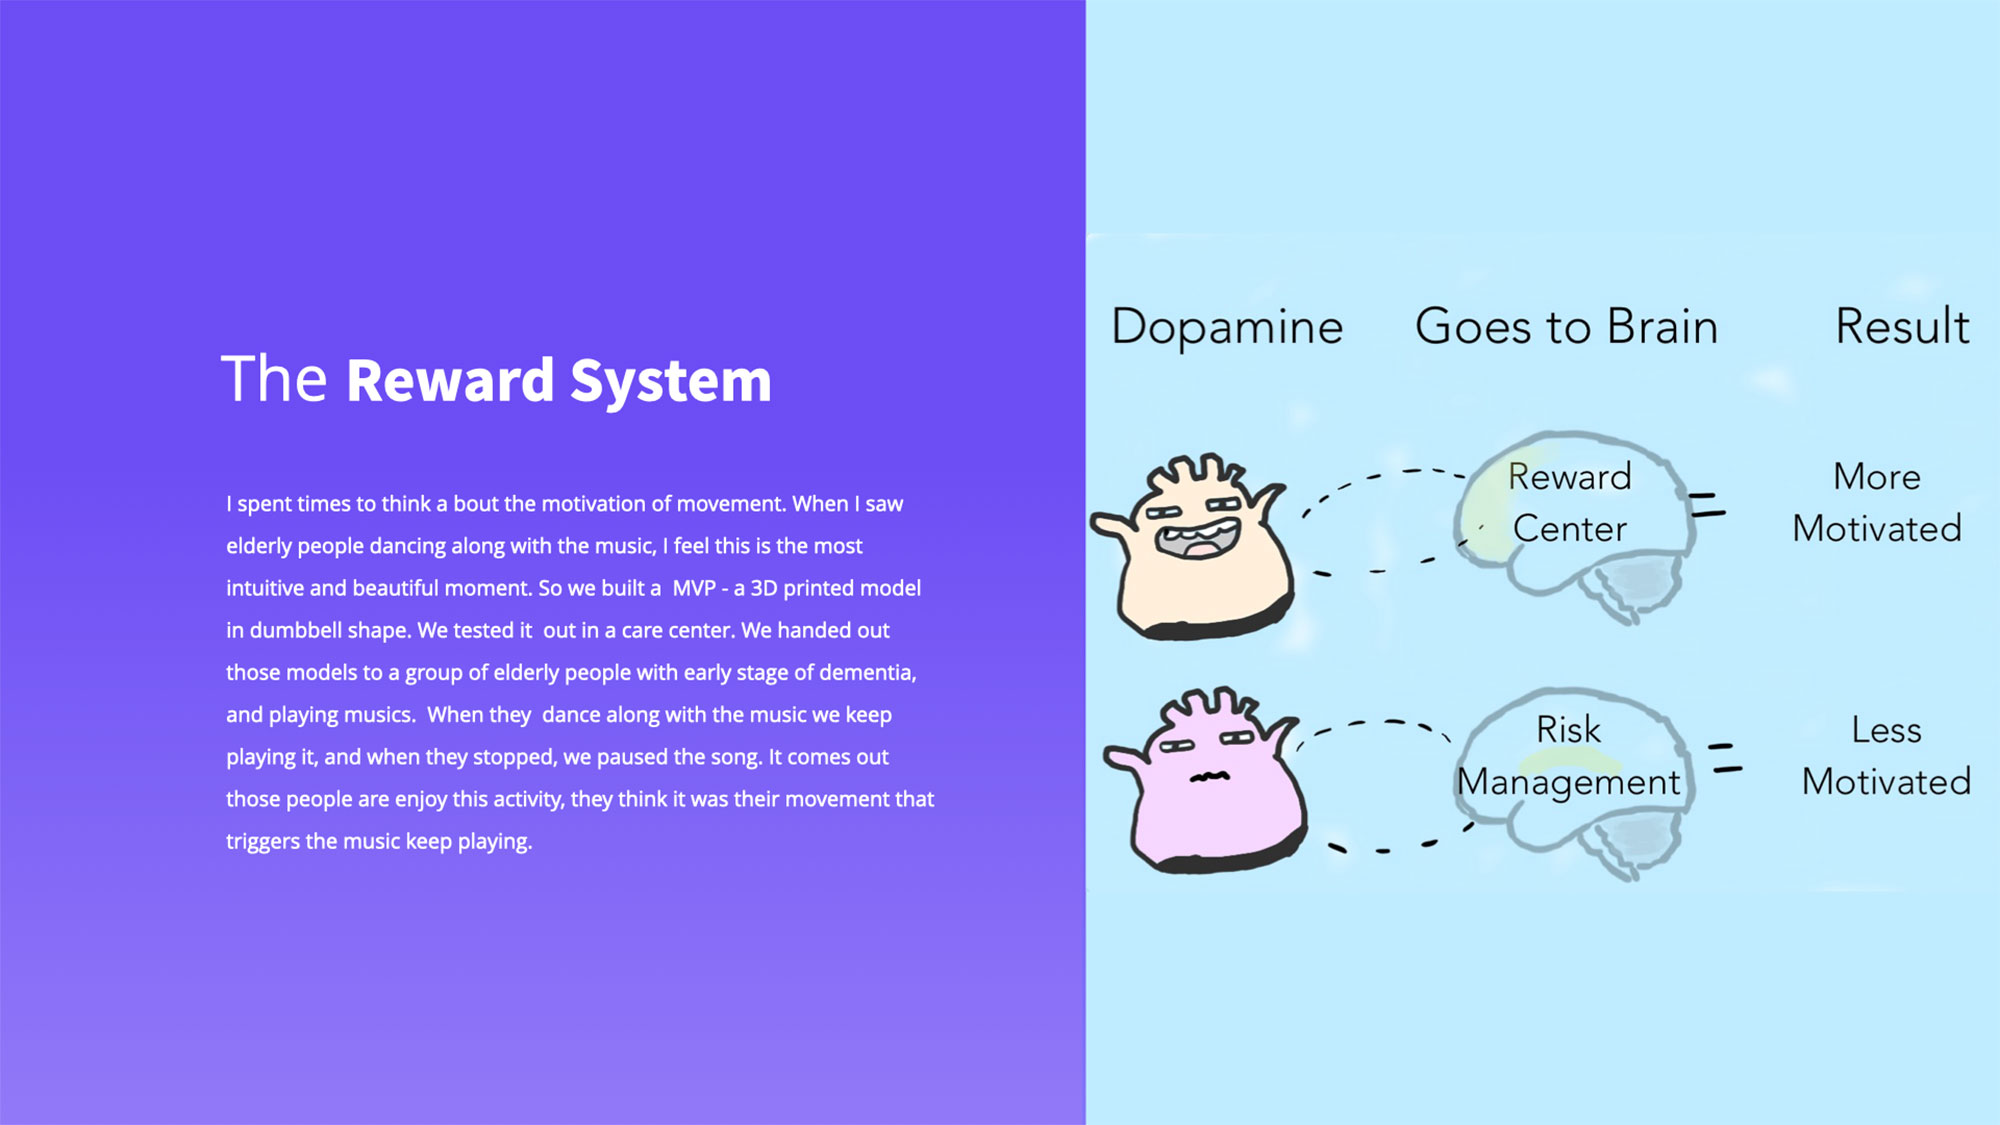 The Reward System
I spent times to think a bout the motivation of movement. When I saw
elderly people dancing along with the music, I feel this is the most
intuitive and beautiful moment. So we built a  MVP - a 3D printed model
in dumbbell shape. We tested it  out in a care center. We handed out
those models to a group of elderly people with early stage of dementia,
and playing musics.  When they  dance along with the music we keep
playing it, and when they stopped, we paused the song. It comes out
those people are enjoy this activity, they think it was their movement that
triggers the music keep playing.
Dopamine
Goes to Brain
Result
Reward
Center
=
More
Motivated
Risk
Management
=
Less
Motivated